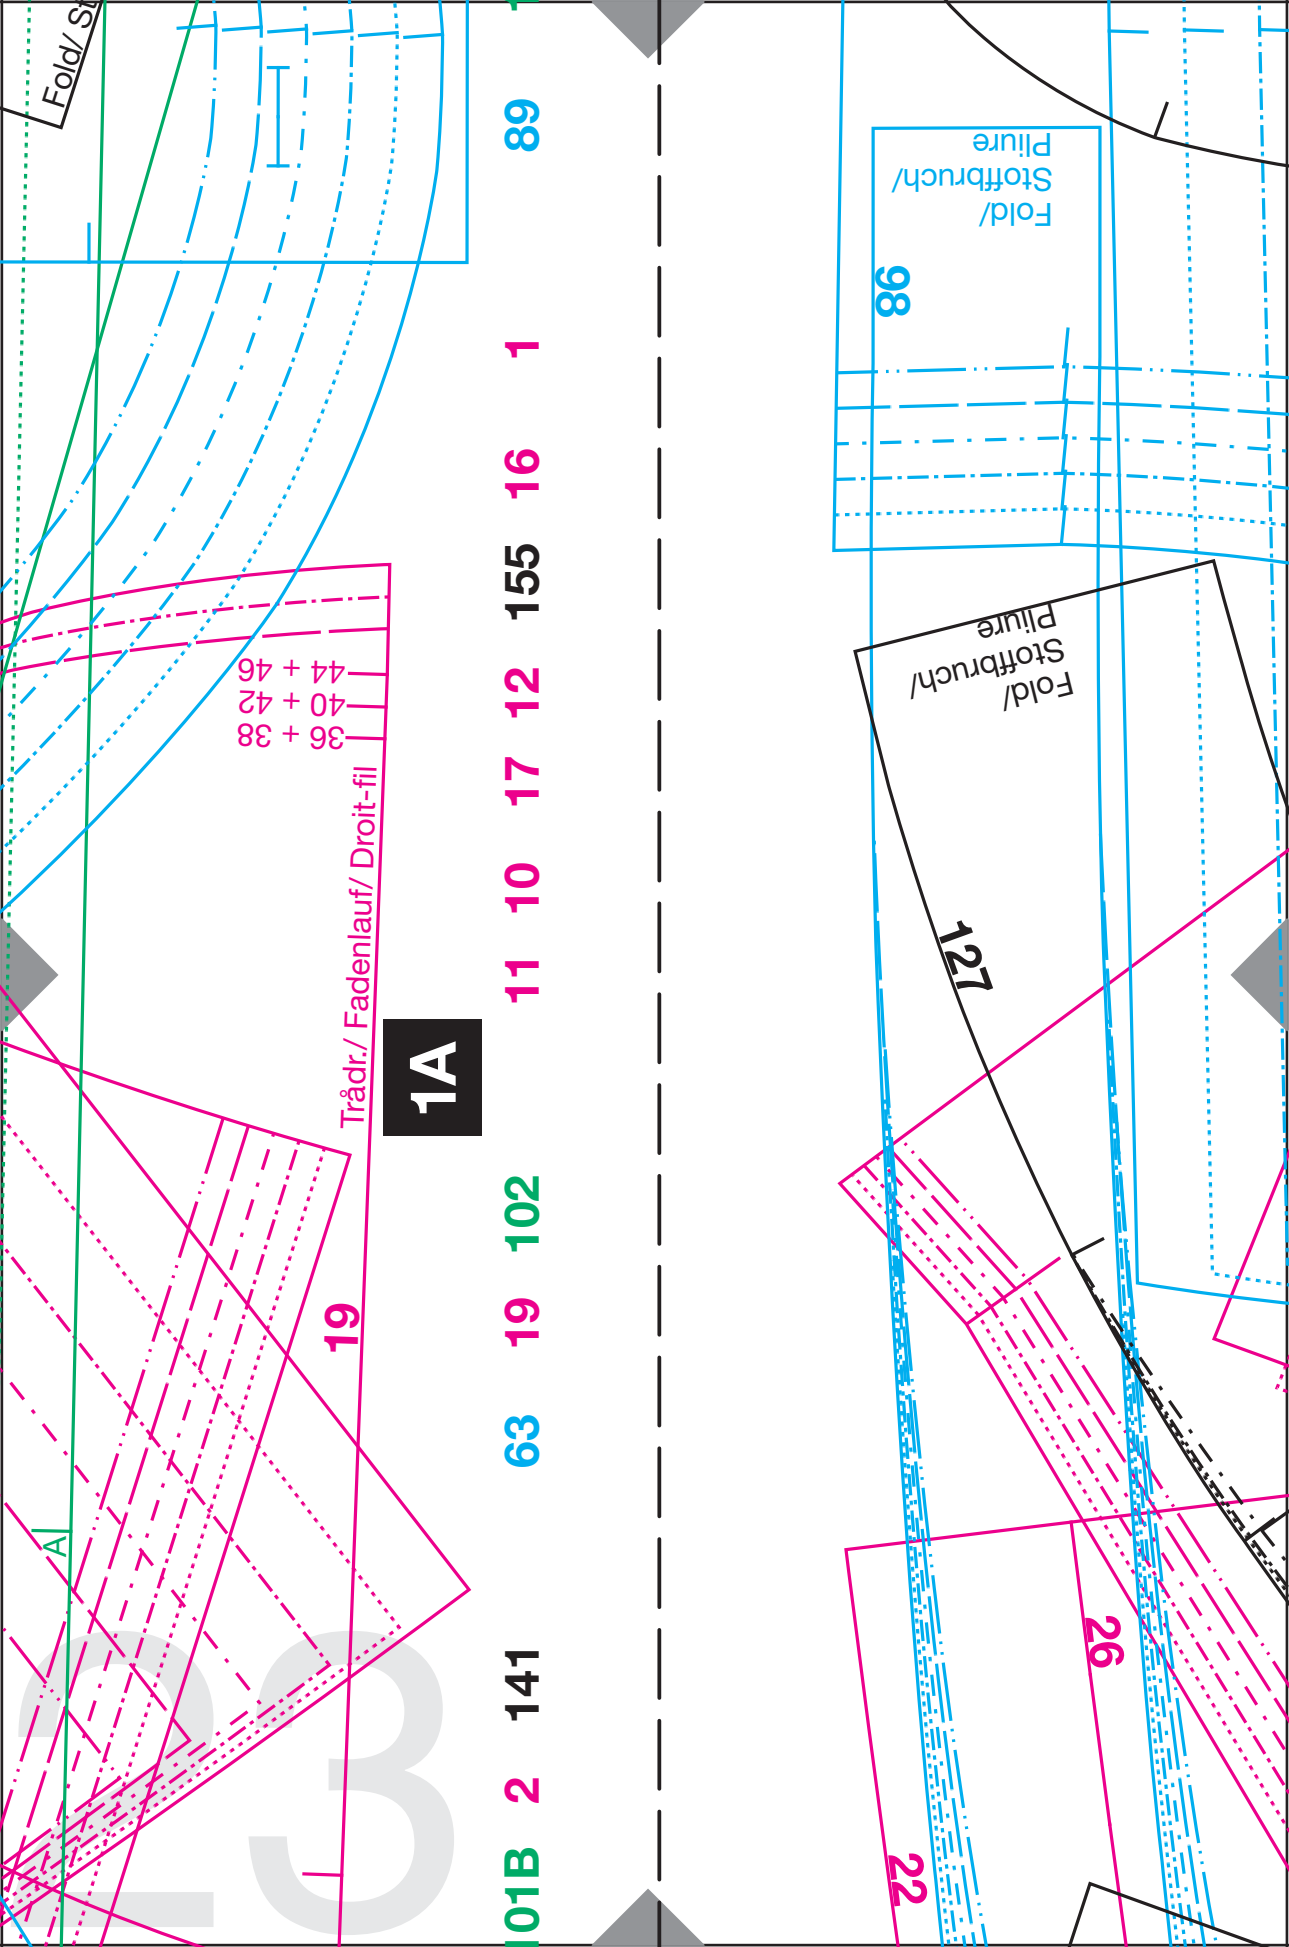 Fold/ St
89
1
16
155
12
17
10
11
1A
102
19
63
141
2
01B
44 + 46
40 + 42
36 + 38
Trådr./ Fadenlauf/ Droit-fil
19
A
23
Fold/
Stoffbruch/
Pliure
98
Fold/
Stoffbruch/
Pliure
127
26
22